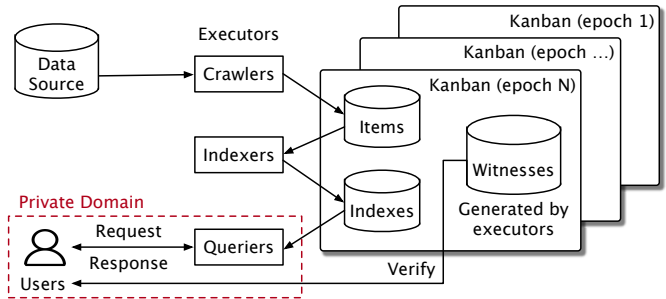 Kanban (epoch 1)
Kanban (epoch ...)
Kanban (epoch N)
Executors
Data
Source
Crawlers
Items
Indexers
Witnesses
Generated by
executors
Indexes
Private Domain
Request
Response
Queriers
Users
Verify